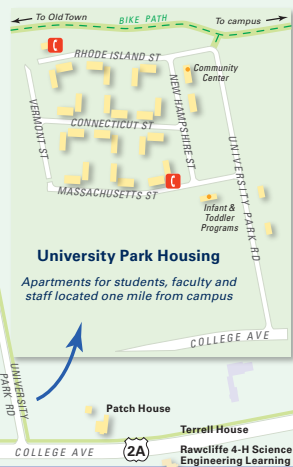 To Old Town
BIKE PATH
To campus
RHODE ISLAND ST
Community
Center
VERMONT ST
CONNECTICUT ST
NEW HAMPSHIRE ST
UNIVERSITY PARK RD
MASSACHUSETTS ST
Infant &
Toddler
Programs
University Park Housing
Apartments for students, faculty and
staff located one mile from campus
COLLEGE AVE
UNIVERSITY
PARK RD
Patch House
Terrell House
COLLEGE AVE
2A
Rawcliffe 4-H Science
Engineering Learning